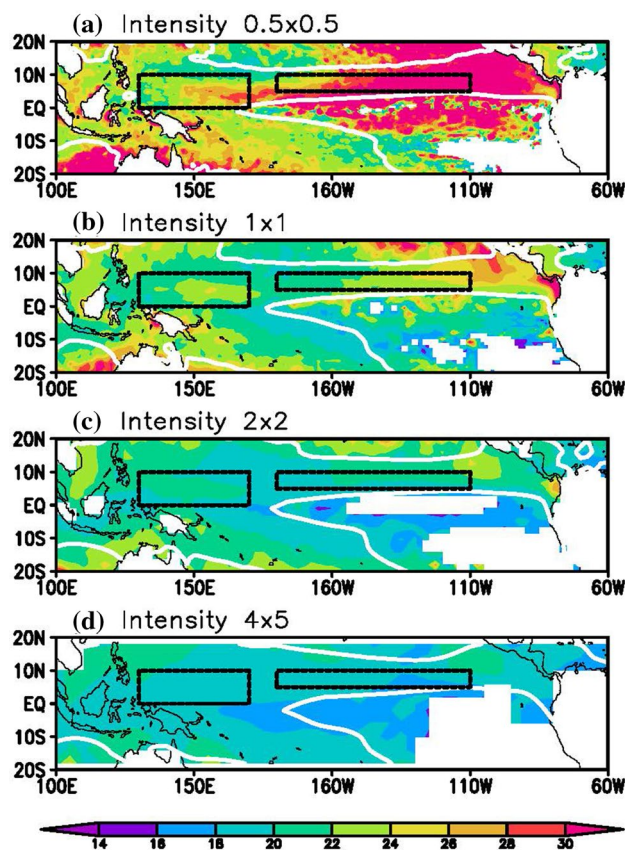 (a) Intensity 0.5x0.5
20N
10N
EQ
10S
20S
100E 150E 160W 110W 60W
(b) Intensity 1x1
20N
10N
EQ
10S
20S
100E 150E 160W 110W 60W
(c) Intensity 2x2
20N
10N
EQ
10S
20S
100E 150E 160W 110W 60W
(d) Intensity 4x5
20N
10N
EQ
10S
20S
100E 150E 160W 110W 60W
14 16 18 20 22 24 26 28 30